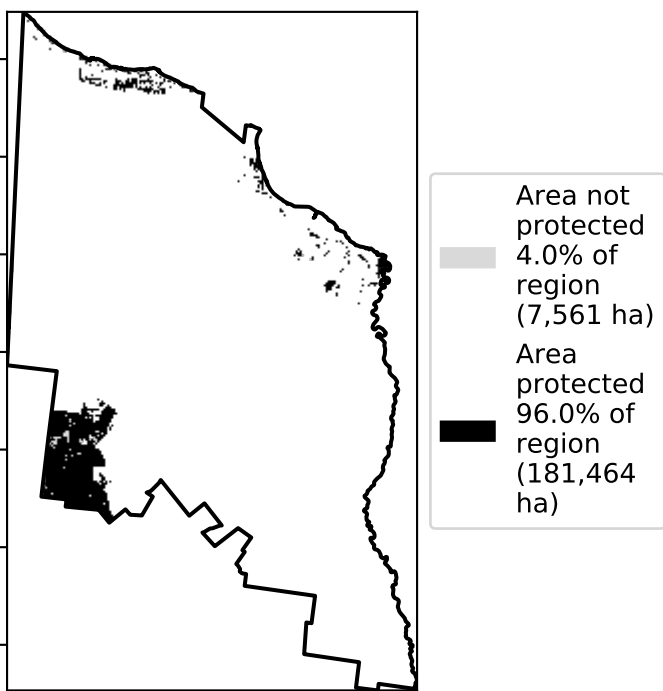 Area not
protected
4.0% of
region
(7,561 ha)
Area
protected
96.0% of
region
(181,464
ha)